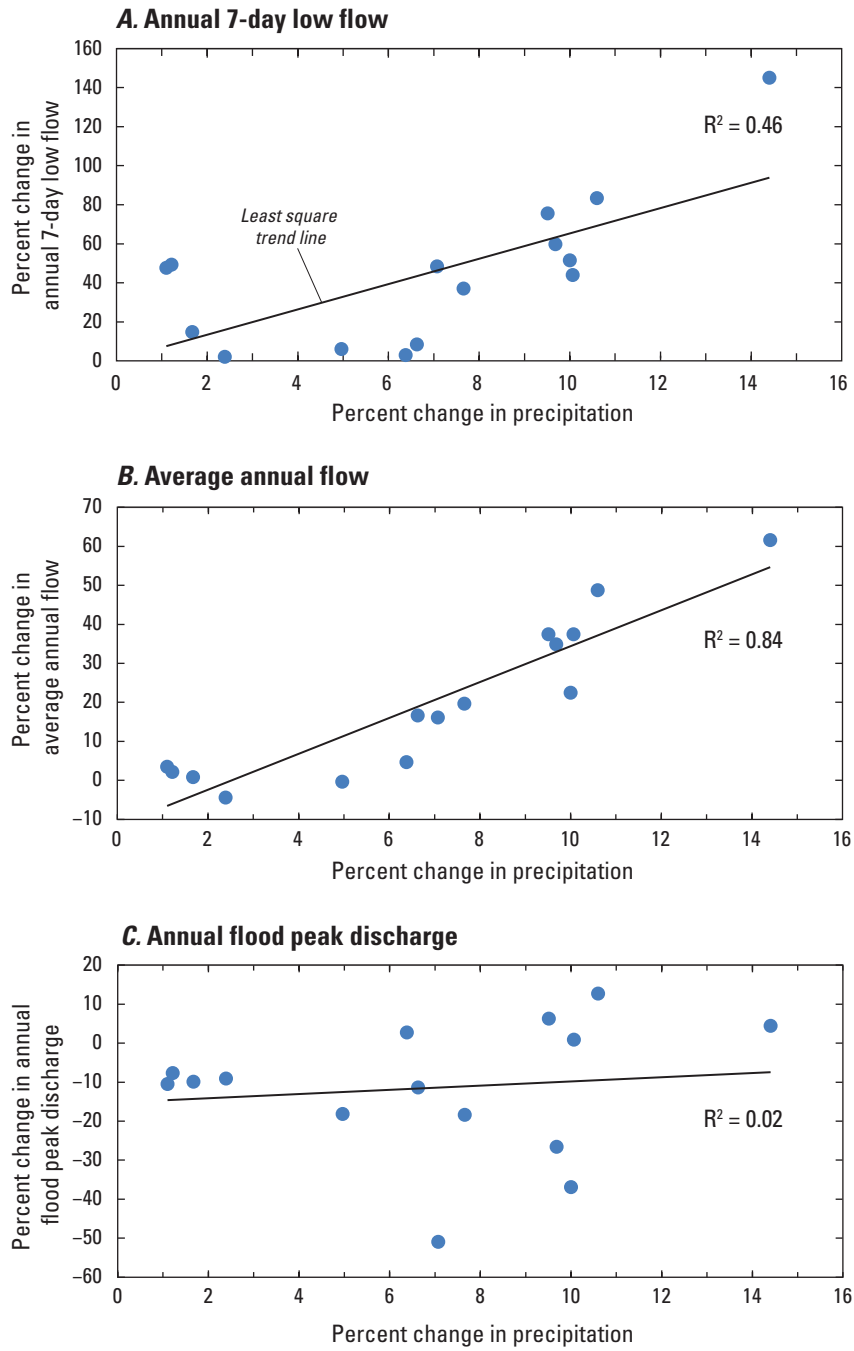 A. Annual 7-day low flow
Percent change in
annual 7-day low flow
160
140
120
100
80
60
40
20
0
R² = 0.46
Least square
trend line
0 2 4 6 8 10 12 14 16
Percent change in precipitation
B. Average annual flow
Percent change in
average annual flow
70
60
50
40
30
20
10
0
–10
R² = 0.84
0 2 4 6 8 10 12 14 16
Percent change in precipitation
C. Annual flood peak discharge
Percent change in annual
flood peak discharge
20
10
0
–10
–20
–30
–40
–50
–60
R² = 0.02
0 2 4 6 8 10 12 14 16
Percent change in precipitation